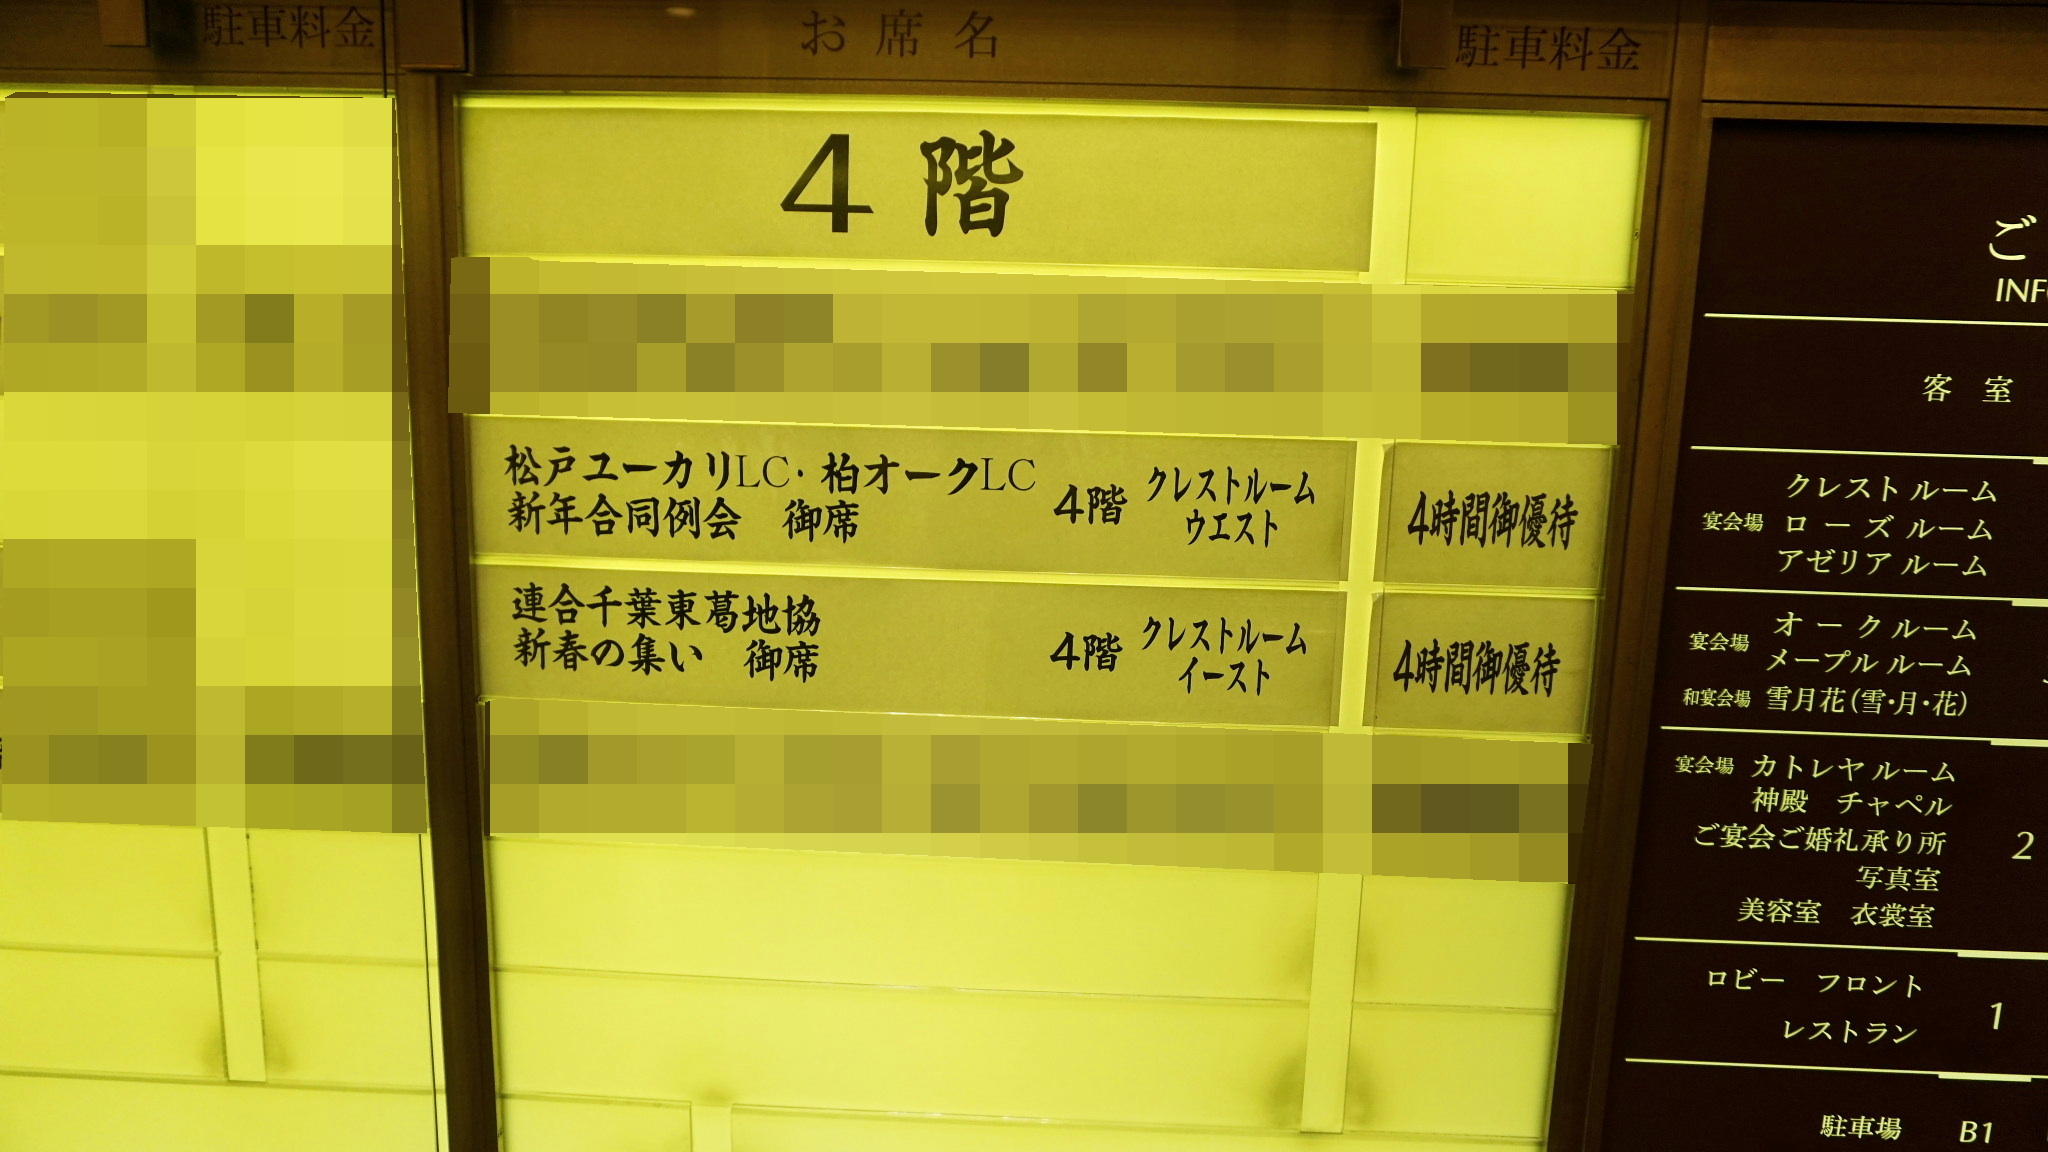 駐車料金
お席名
駐車料金
4階
松戸ユーカリLC・柏オークLC
新年合同例会　御席
4階
クレストルーム
ウエスト
4時間御優待
連合千葉東葛地協
新春の集い　御席
4階
クレストルーム
イースト
4時間御優待
ご
INF
客　室
宴会場
クレスト ルーム
ローズ ルーム
アゼリア ルーム
宴会場
オーク ルーム
メープル ルーム
和宴会場 雪月花(雪・月・花)
宴会場 カトレヤ ルーム
神殿　チャペル
ご宴会ご婚礼承り所 2
写真室
美容室　衣裳室
ロビー　フロント
レストラン
1
駐車場 B1